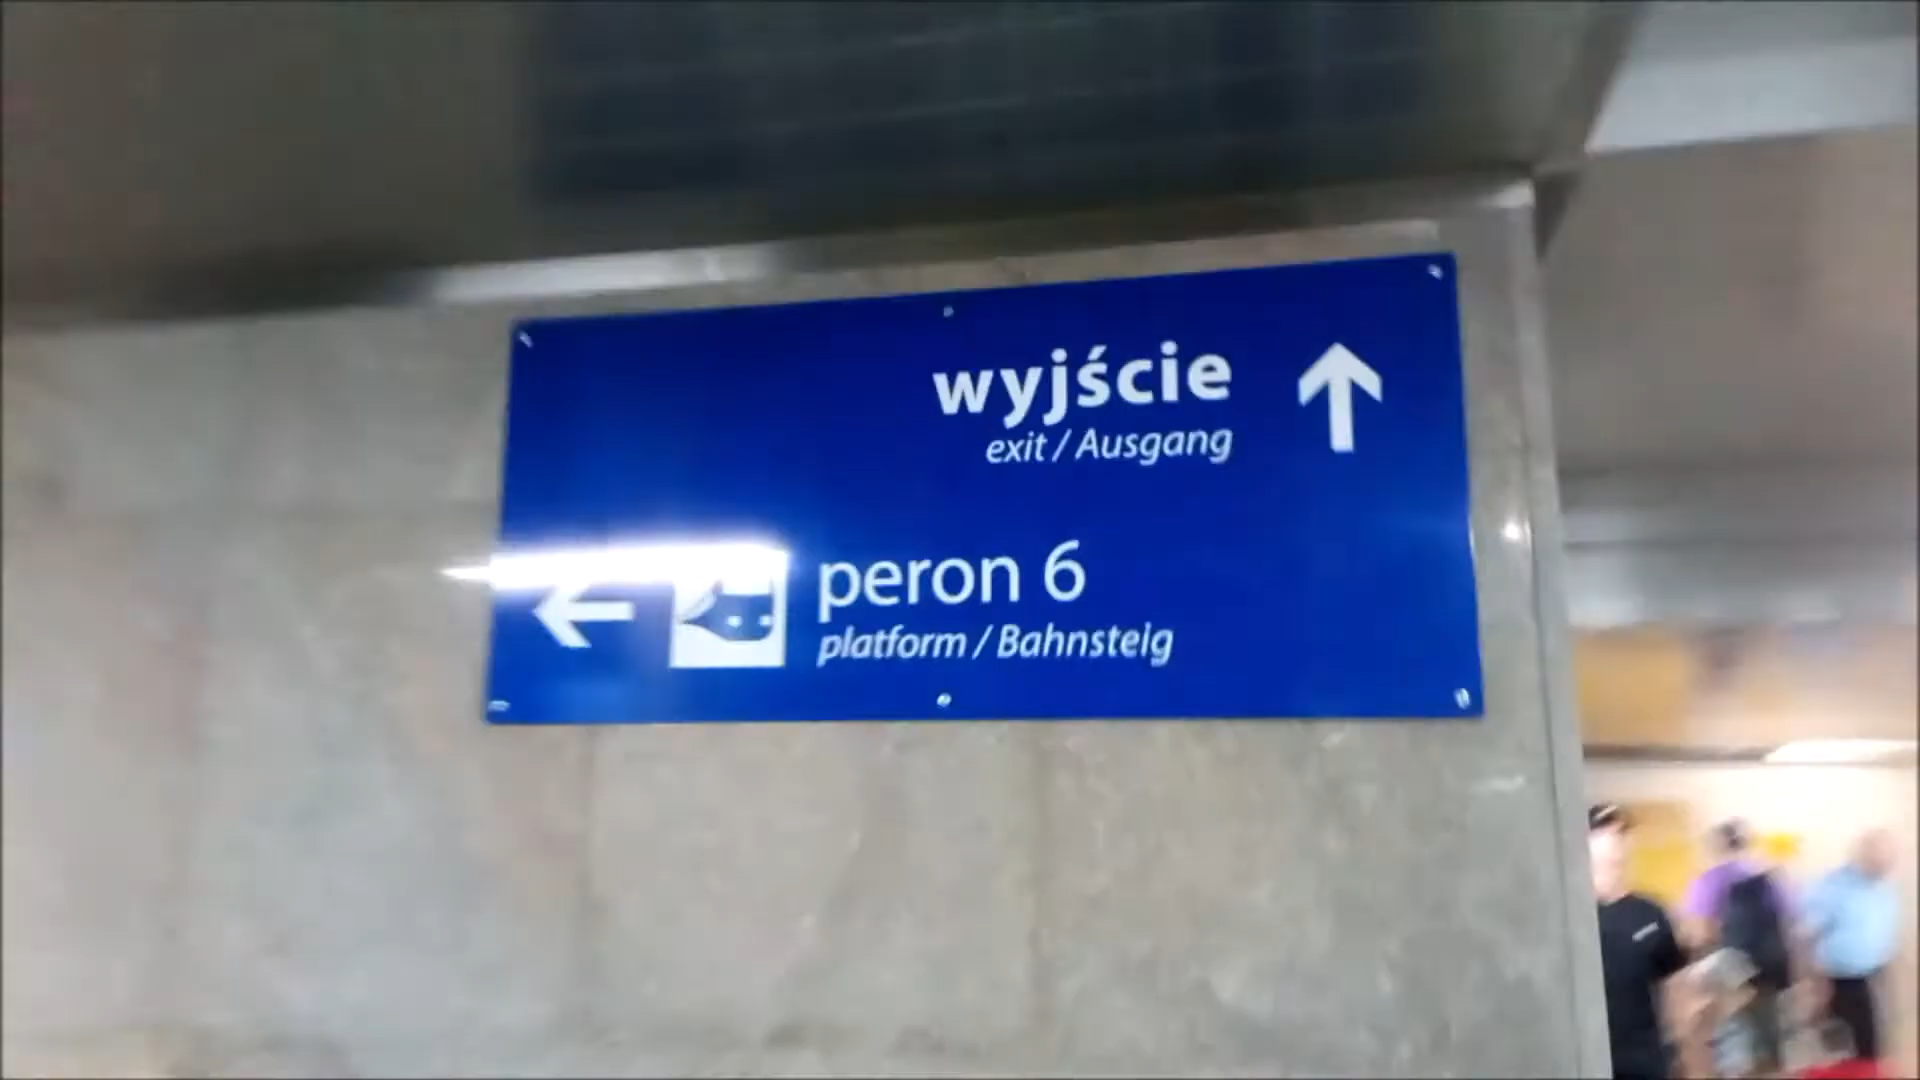 wyjście
exit / Ausgang
peron 6
platform / Bahnsteig